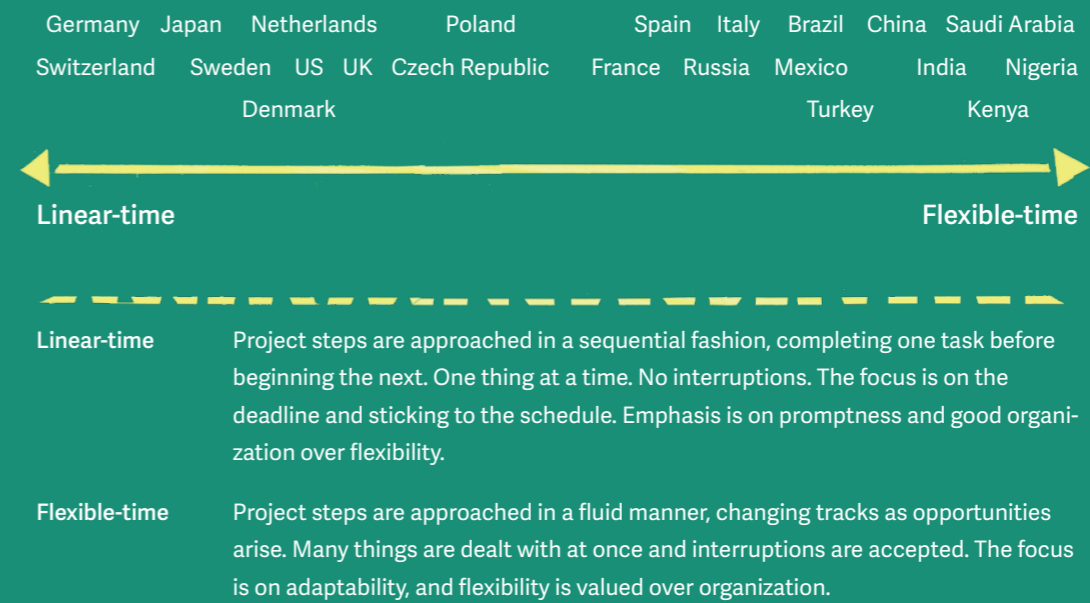 Germany Japan Netherlands Poland Spain Italy Brazil China Saudi Arabia
Switzerland Sweden US UK Czech Republic France Russia Mexico India Nigeria
Denmark Turkey Kenya
Linear-time Flexible-time
Linear-time Project steps are approached in a sequential fashion, completing one task before
beginning the next. One thing at a time. No interruptions. The focus is on the
deadline and sticking to the schedule. Emphasis is on promptness and good organi-
zation over flexibility.
Flexible-time Project steps are approached in a fluid manner, changing tracks as opportunities
arise. Many things are dealt with at once and interruptions are accepted. The focus
is on adaptability, and flexibility is valued over organization.